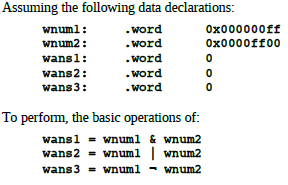 Assuming the following data declarations:
wnum1: .word 0x000000ff
wnum2: .word 0x0000ff00
wans1: .word 0
wans2: .word 0
wans3: .word 0
To perform, the basic operations of:
wans1 = wnum1 & wnum2
wans2 = wnum1 | wnum2
wans3 = wnum1 ¬ wnum2